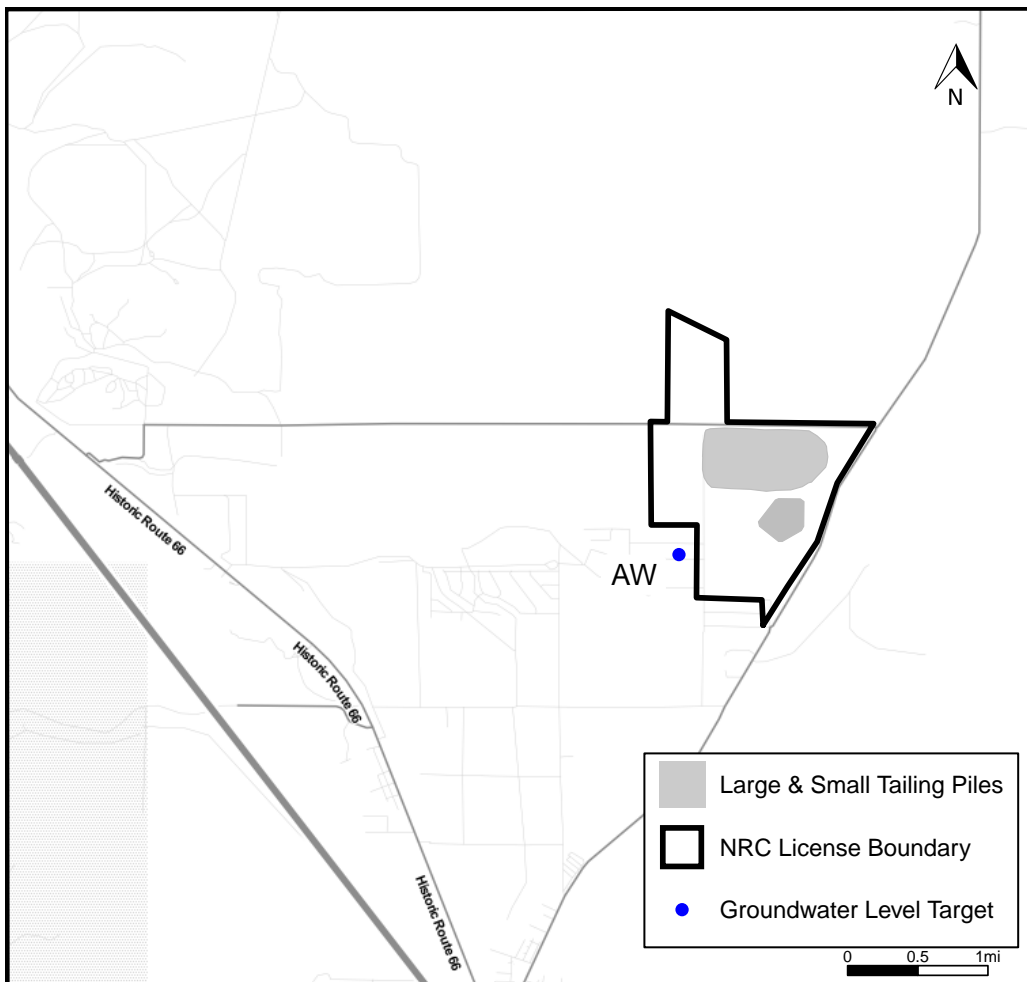 N
Historic Route 66
AW
Historic Route 66
Large & Small Tailing Piles
NRC License Boundary
Historic Route 66
Groundwater Level Target
0 0.5 1mi